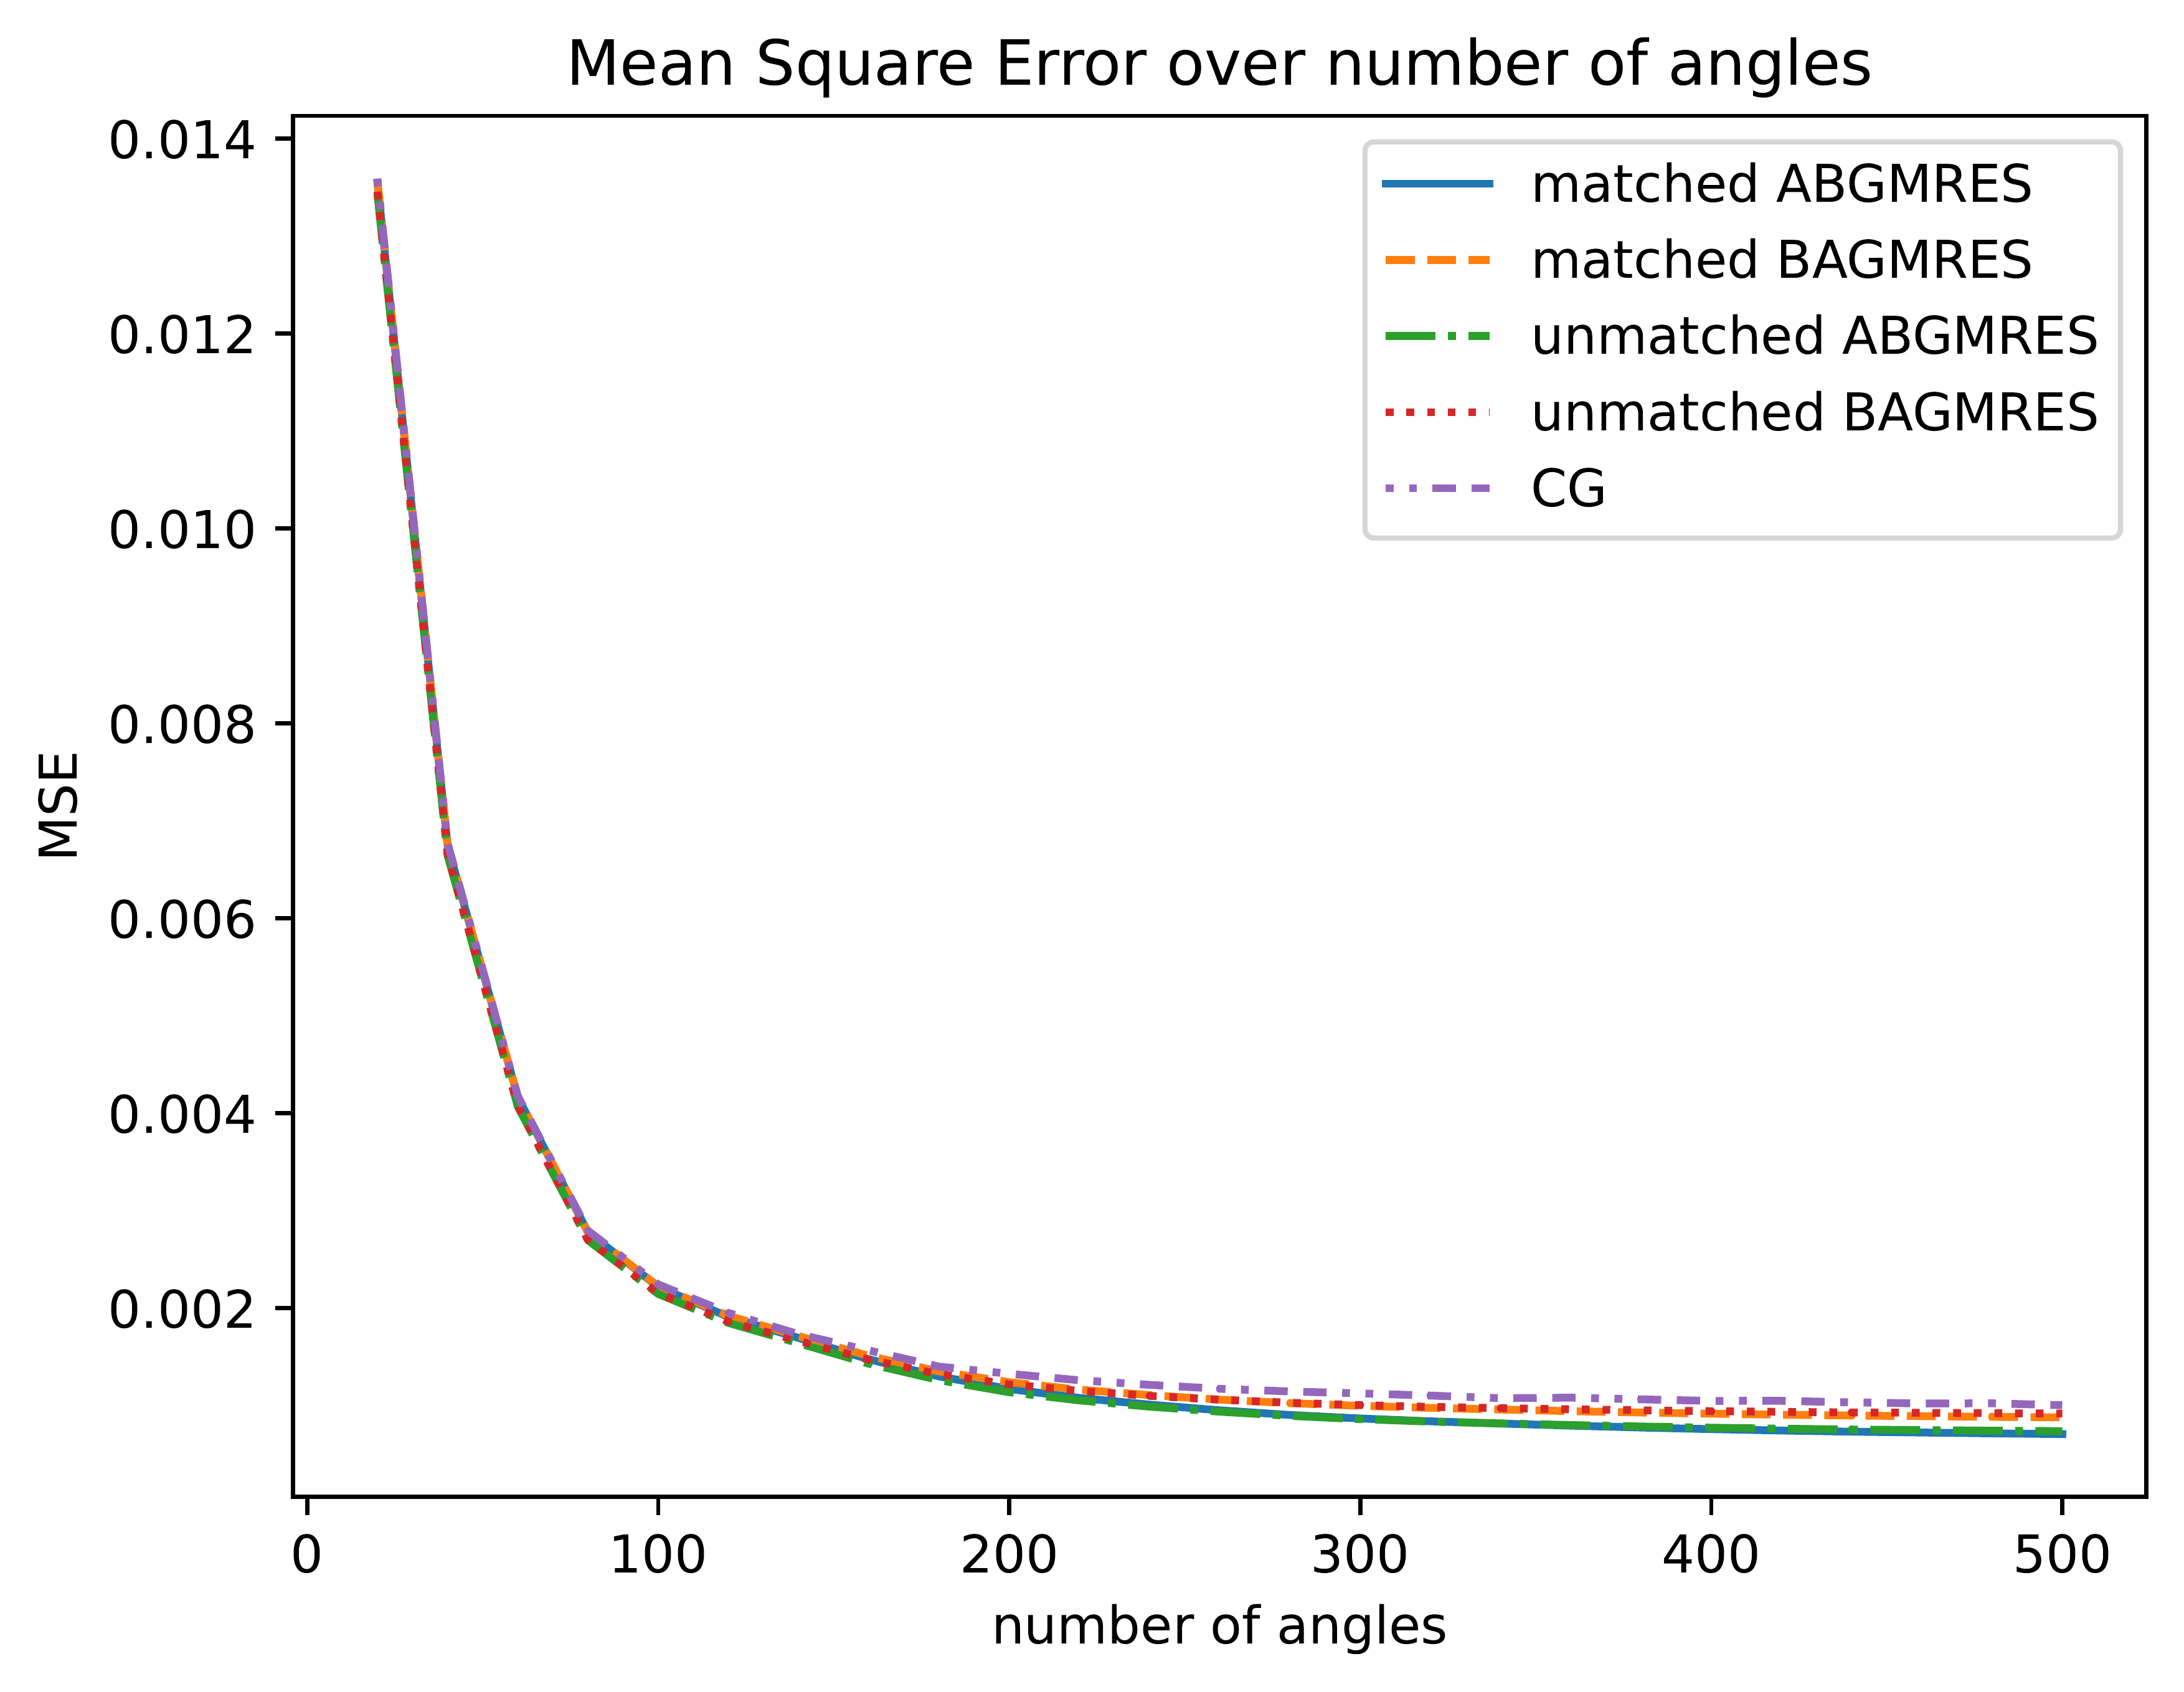 Mean Square Error over number of angles
0.014
0.012
0.010
0.008
0.006
0.004
0.002
MSE
matched ABGMRES
matched BAGMRES
unmatched ABGMRES
unmatched BAGMRES
CG
0 100 200 300 400 500
number of angles